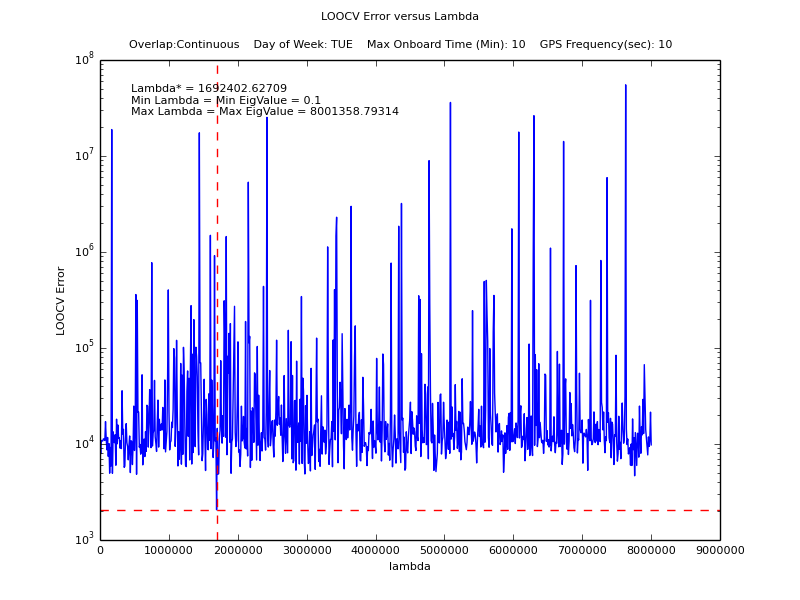 LOOCV Error versus Lambda
Overlap:Continuous    Day of Week: TUE    Max Onboard Time (Min): 10    GPS Frequency(sec): 10
Lambda* = 1692402.62709
Min Lambda = Min EigValue = 0.1
Max Lambda = Max EigValue = 8001358.79314
10^8
10^7
10^6
10^5
10^4
10^3
LOOCV Error
0 1000000 2000000 3000000 4000000 5000000 6000000 7000000 8000000 9000000
lambda